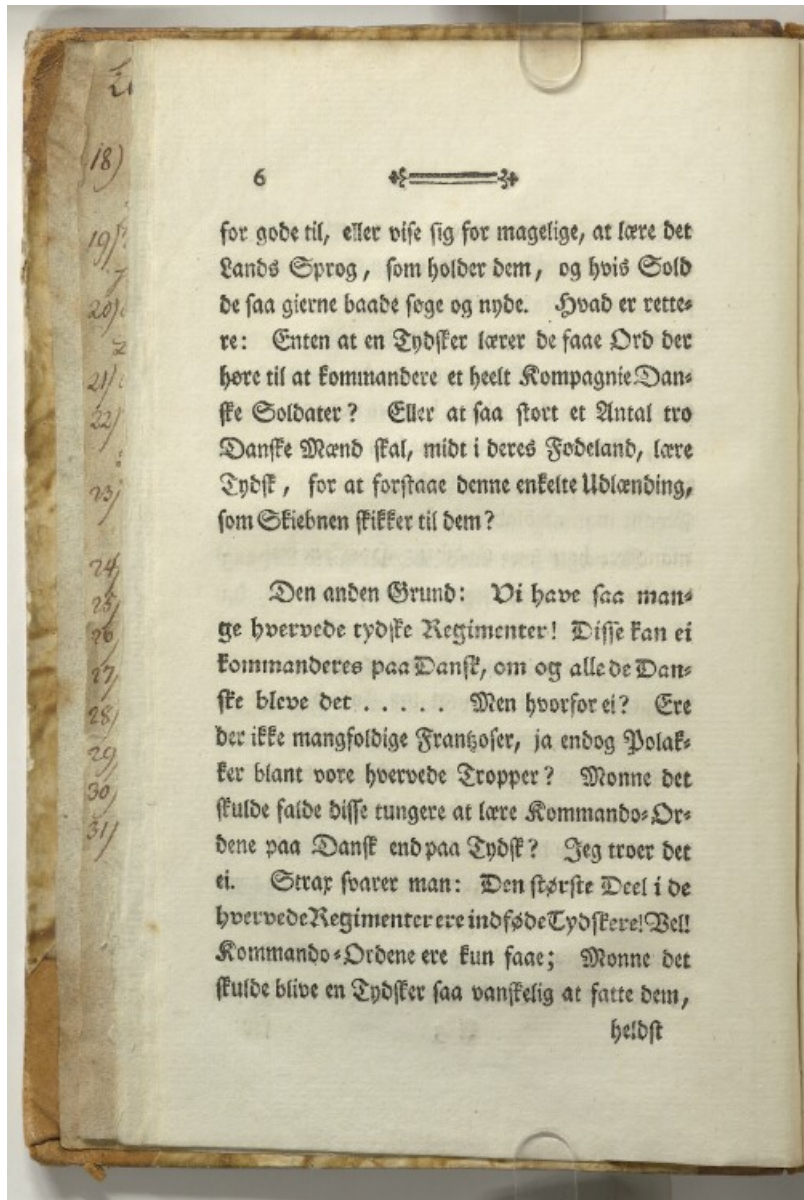 18)
19)
20)
21)
22)
23)
24)
25)
26)
27)
28)
29)
30)
31)
6
for gode til, eller vise sig for magelige, at lære det
Lands Sprog, som holder dem, og hvis Sold
de saa gierne baade søge og nyde. Hvad er rette-
re: Enten at en Tydsker lærer de faae Ord der
høre til at kommandere et heelt Kompagnie Dan-
ske Soldater? Eller at saa stort et Antal tro
Danske Mænd skal, midt i deres Fødeland, lære
Tydsk, for at forstaae denne enkelte Udlænding,
som Skiebnen skikker til dem?
Den anden Grund: Vi have saa man-
ge hvervede tydske Regimenter! Disse kan ei
kommanderes paa Dansk, om og alle de Dan-
ske bleve det . . . . . Men hvorfor ei? Ere
der ikke mangfoldige Frantzoser, ja endog Polak-
ker blant vore hvervede Tropper? Monne det
skulde falde disse tungere at lære Kommando-Or-
dene paa Dansk end paa Tydsk? Jeg troer det
ei. Strax svarer man: Den største Deel i de
hvervede Regimenter ere indføde Tydskere! Vel!
Kommando-Ordene ere kun faae; Monne det
skulde blive en Tydsker saa vanskelig at fatte dem,
heldst